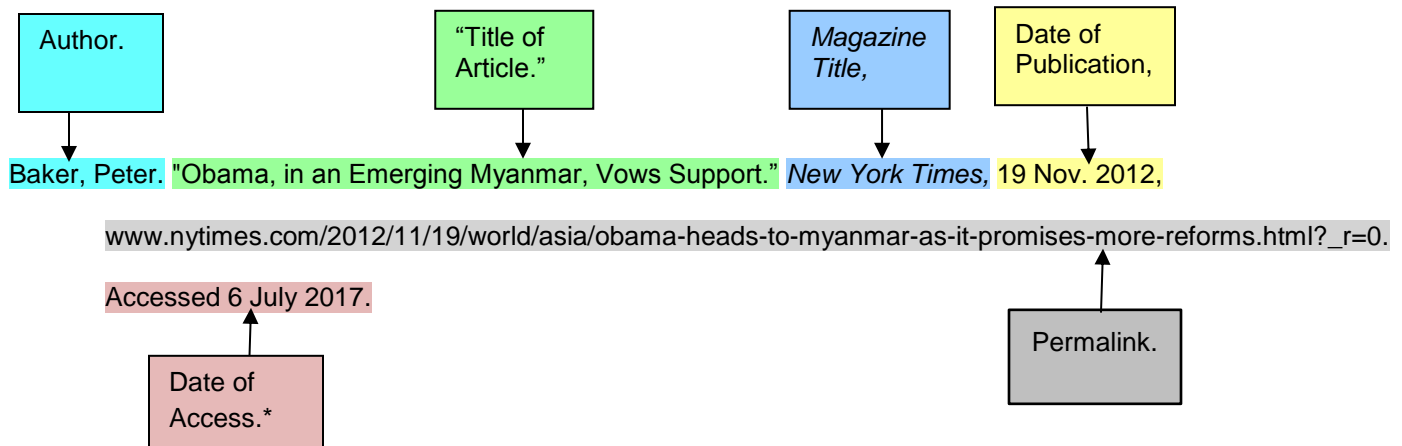 Author.
“Title of
Article.”
Magazine
Title,
Date of
Publication,
Baker, Peter. "Obama, in an Emerging Myanmar, Vows Support.” New York Times, 19 Nov. 2012,
www.nytimes.com/2012/11/19/world/asia/obama-heads-to-myanmar-as-it-promises-more-reforms.html?_r=0.
Accessed 6 July 2017.
Permalink.
Date of
Access.*